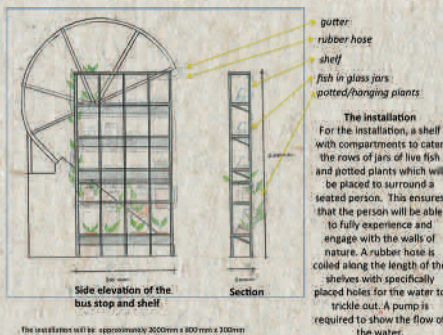 gutter
rubber hose
shelf
fish in glass jars
potted/hanging plants
The installation
For the installation, a shelf
with compartments to cater
the rows of jars of live fish
and potted plants which will
be placed to surround a
seated person. This ensures
that the person will be able
to fully experience and
engage with the walls of
nature. A rubber hose is
coiled along the length of the
shelves with specifically
placed holes for the water to
trickle out. A pump is
required to show the flow of
the water.
Side elevation of the
bus stop and shelf
Section
The installation will be approximately 2000mm x 800 mm x 200mm